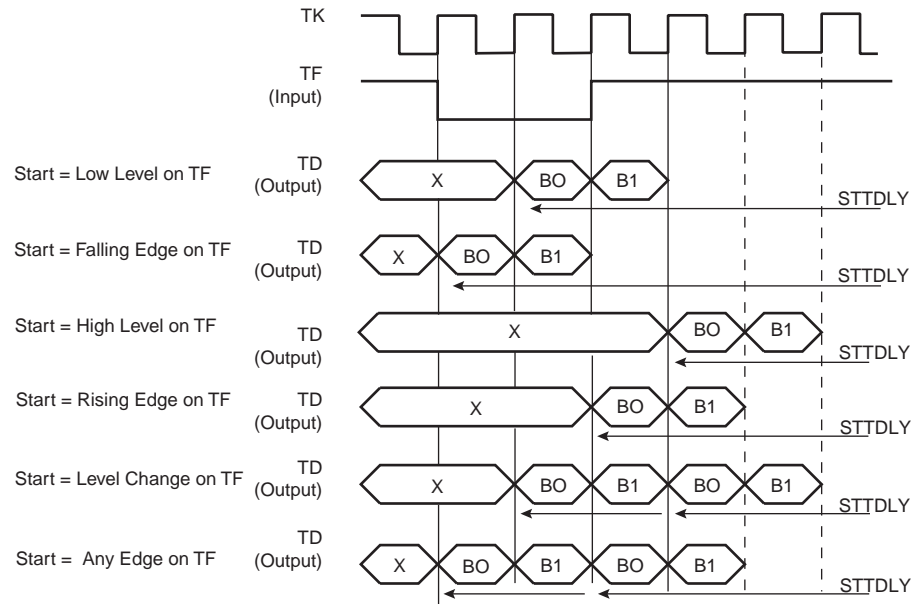 TK
TF
(Input)
Start = Low Level on TF
TD
(Output)
X
BO
B1
STTDLY
Start = Falling Edge on TF
TD
(Output)
X
BO
B1
STTDLY
Start = High Level on TF
TD
(Output)
X
BO
B1
STTDLY
Start = Rising Edge on TF
TD
(Output)
X
BO
B1
STTDLY
Start = Level Change on TF
TD
(Output)
X
BO
B1
BO
B1
STTDLY
Start = Any Edge on TF
TD
(Output)
X
BO
B1
BO
B1
STTDLY